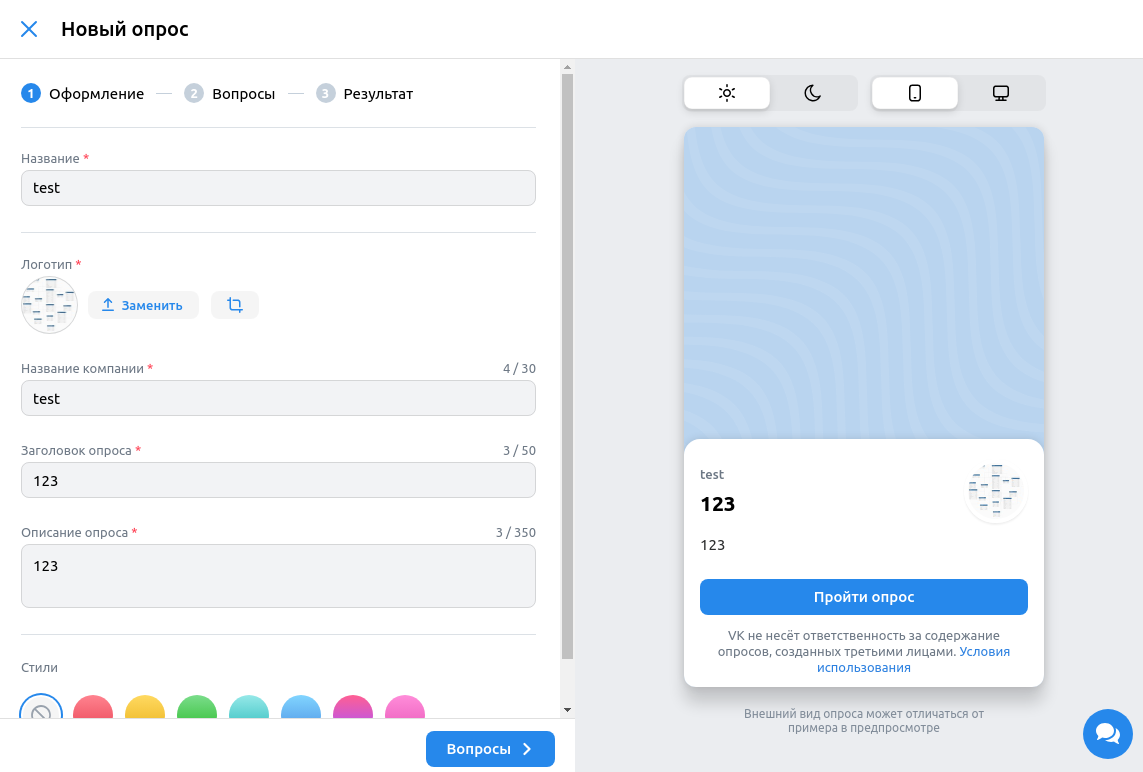 Новый опрос
1 Оформление
2 Вопросы
3 Результат
Название *
test
Логотип *
Заменить
Название компании * 4 / 30
test
Заголовок опроса * 3 / 50
123
Описание опроса * 3 / 350
123
Стили
Вопросы
test
123
123
Пройти опрос
VK не несёт ответственность за содержание
опросов, созданных третьими лицами. Условия
использования
Внешний вид опроса может отличаться от
примера в предпросмотре